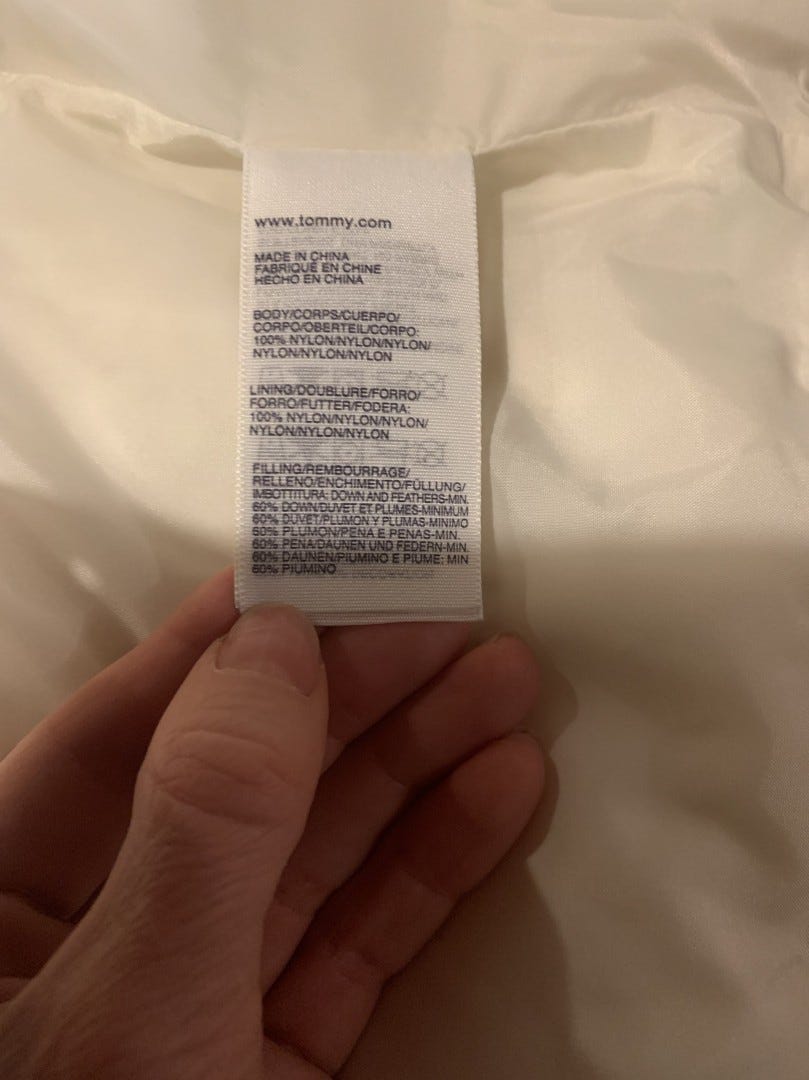 www.tommy.com
MADE IN CHINA
FABRIQUÉ EN CHINE
HECHO EN CHINA
BODY/CORPS/CUERPO/
CORPO/OBERTEIL/CORPO:
100% NYLON/NYLON/NYLON/
NYLON/NYLON/NYLON
LINING/DOUBLURE/FORRO/
FORRO/FUTTER/FODERA:
100% NYLON/NYLON/NYLON/
NYLON/NYLON/NYLON
FILLING/REMBOURRAGE/
RELLENO/ENCHIMENTO/FÜLLUNG/
IMBOTTITURA: DOWN AND FEATHERS-MIN.
60% DOWN/DUVET ET PLUMES-MINIMUM
60% DUVET/PLUMON Y PLUMAS-MINIMO
60% PLUMON/PENA E PENAS-MIN.
60% PENA/DAUNEN UND FEDERN-MIN.
60% DAUNEN/PIUMINO E PIUME: MIN
60% PIUMINO